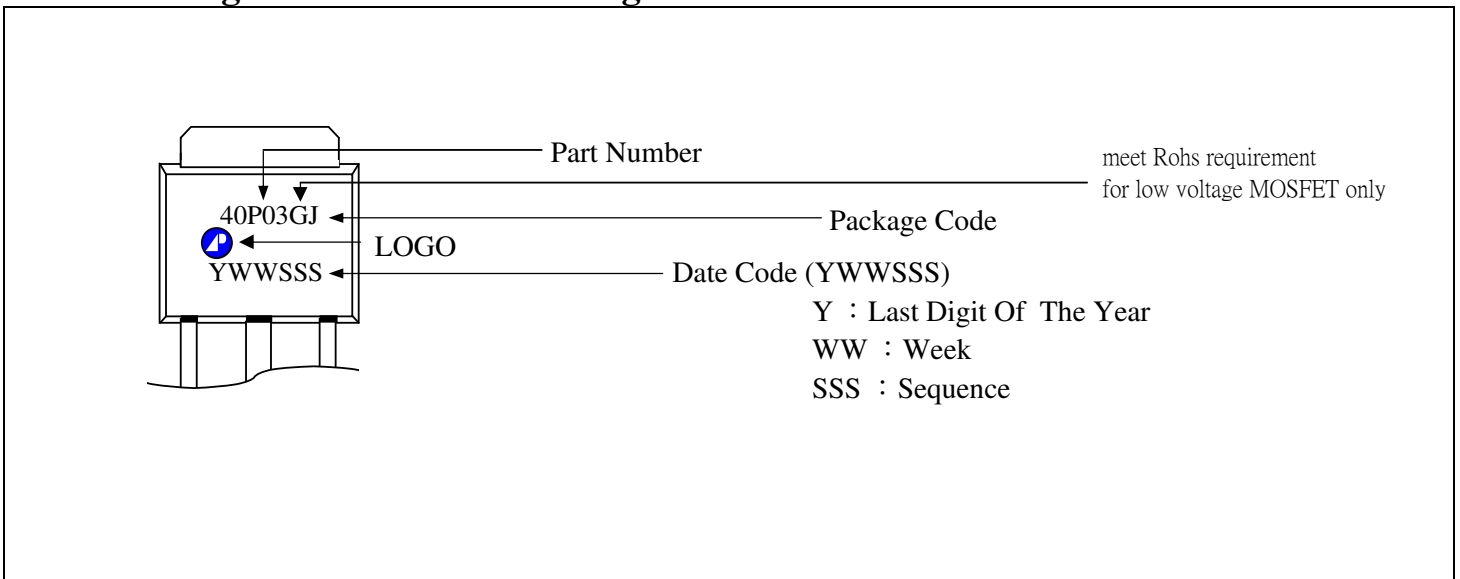 Part Number
meet Rohs requirement
for low voltage MOSFET only
40P03GJ
Package Code
LOGO
YWWSSS
Date Code (YWWSSS)
Y : Last Digit Of The Year
WW : Week
SSS : Sequence